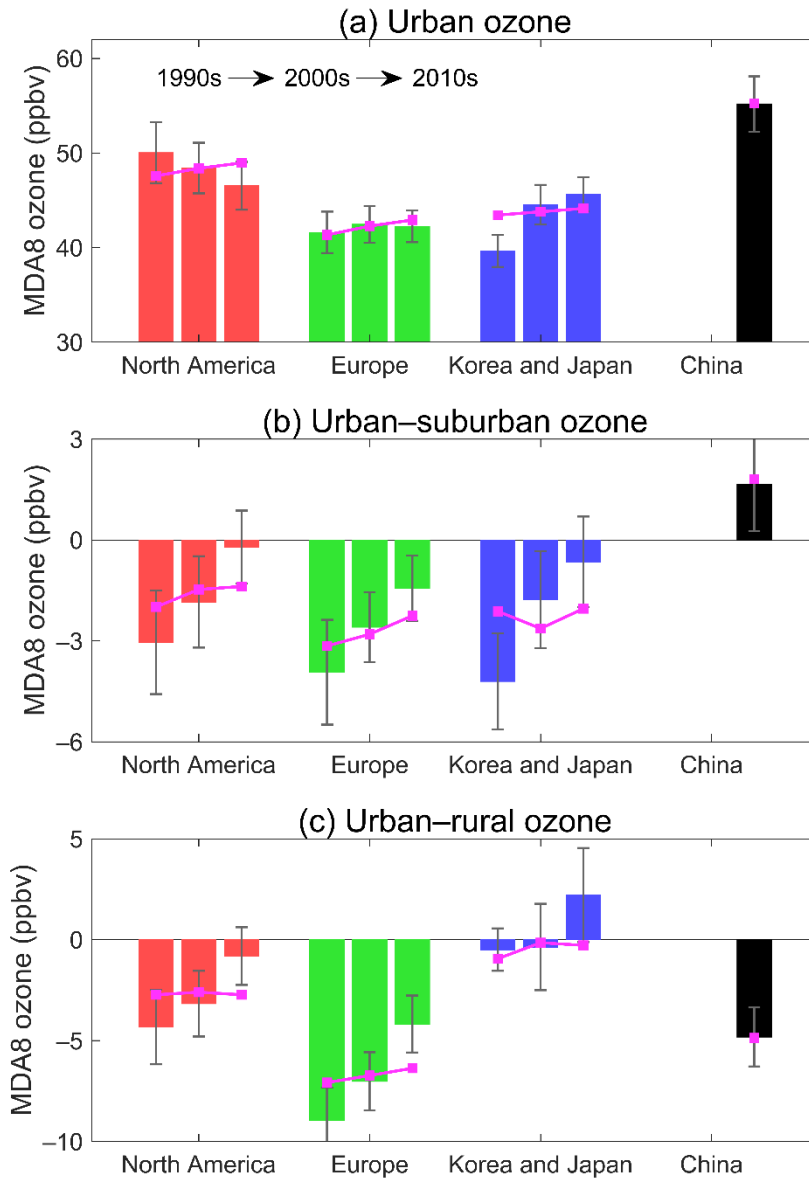 (a) Urban ozone
1990s → 2000s → 2010s
MDA8 ozone (ppbv)
60
50
40
30
North America
Europe
Korea and Japan
China
(b) Urban–suburban ozone
MDA8 ozone (ppbv)
3
0
–3
–6
North America
Europe
Korea and Japan
China
(c) Urban–rural ozone
MDA8 ozone (ppbv)
5
0
–5
–10
North America
Europe
Korea and Japan
China